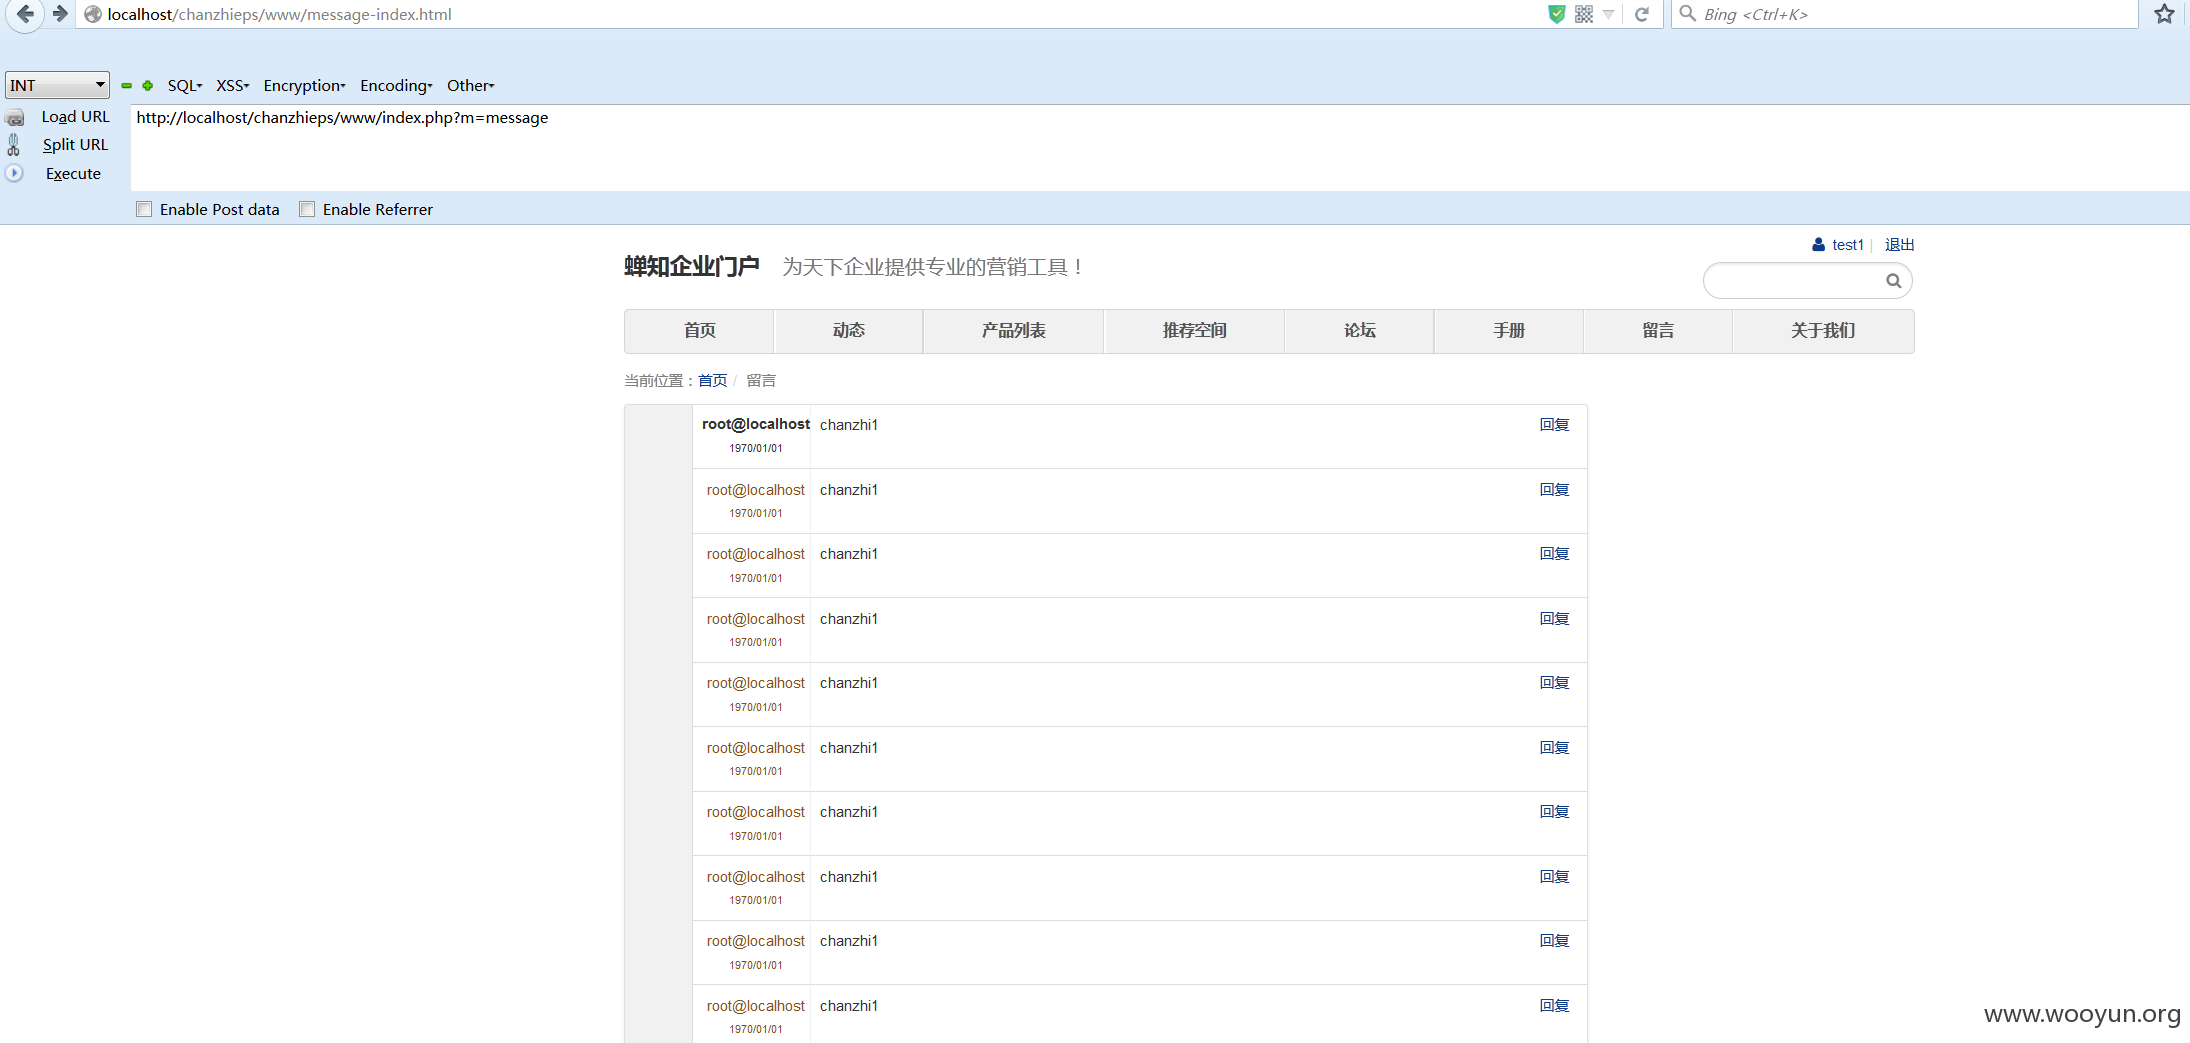 localhost/chanzhieps/www/message-index.html
Bing <Ctrl+K>
INT SQL XSS Encryption Encoding Other
Load URL http://localhost/chanzhieps/www/index.php?m=message
Split URL
Execute
Enable Post data Enable Referrer
test1 | 退出
蝉知企业门户 为天下企业提供专业的营销工具！
首页 动态 产品列表 推荐空间 论坛 手册 留言 关于我们
当前位置：首页 / 留言
root@localhost chanzhi1 回复
1970/01/01
root@localhost chanzhi1 回复
1970/01/01
root@localhost chanzhi1 回复
1970/01/01
root@localhost chanzhi1 回复
1970/01/01
root@localhost chanzhi1 回复
1970/01/01
root@localhost chanzhi1 回复
1970/01/01
root@localhost chanzhi1 回复
1970/01/01
root@localhost chanzhi1 回复
1970/01/01
root@localhost chanzhi1 回复
1970/01/01
root@localhost chanzhi1 回复
1970/01/01
www.wooyun.org